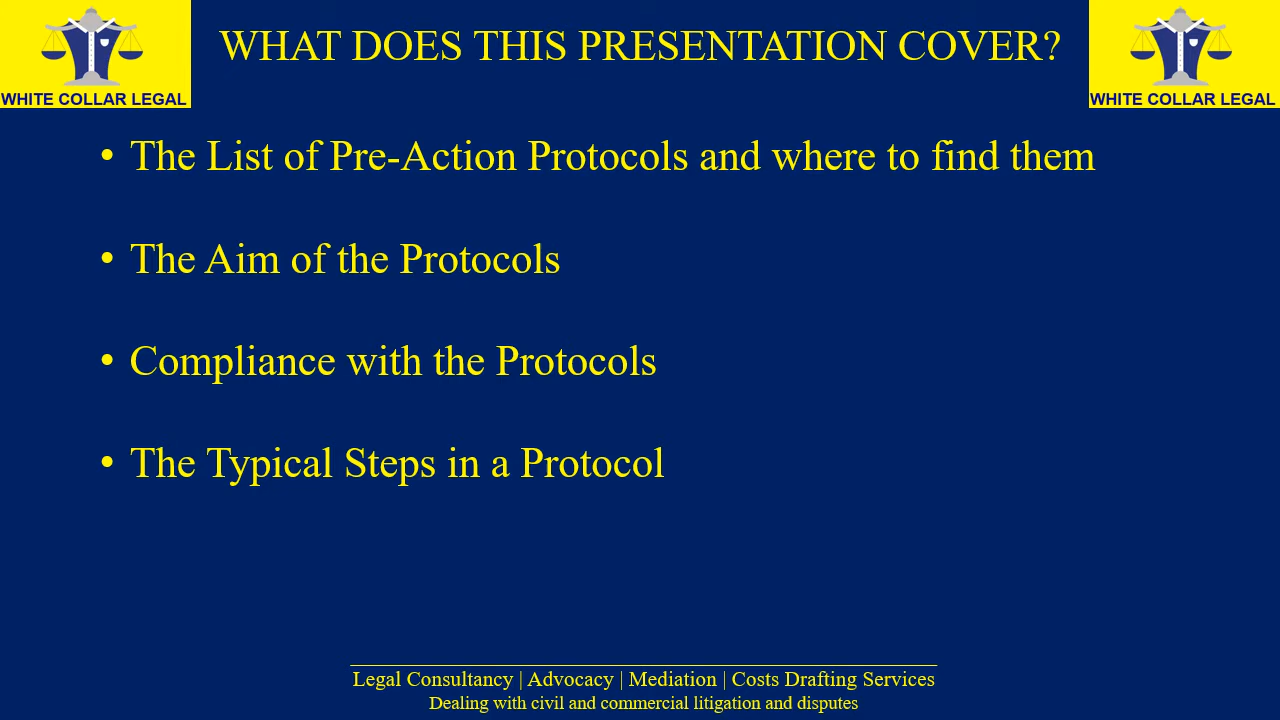 WHAT DOES THIS PRESENTATION COVER?
WHITE COLLAR LEGAL
WHITE COLLAR LEGAL
• The List of Pre-Action Protocols and where to find them
• The Aim of the Protocols
• Compliance with the Protocols
• The Typical Steps in a Protocol
Legal Consultancy | Advocacy | Mediation | Costs Drafting Services
Dealing with civil and commercial litigation and disputes